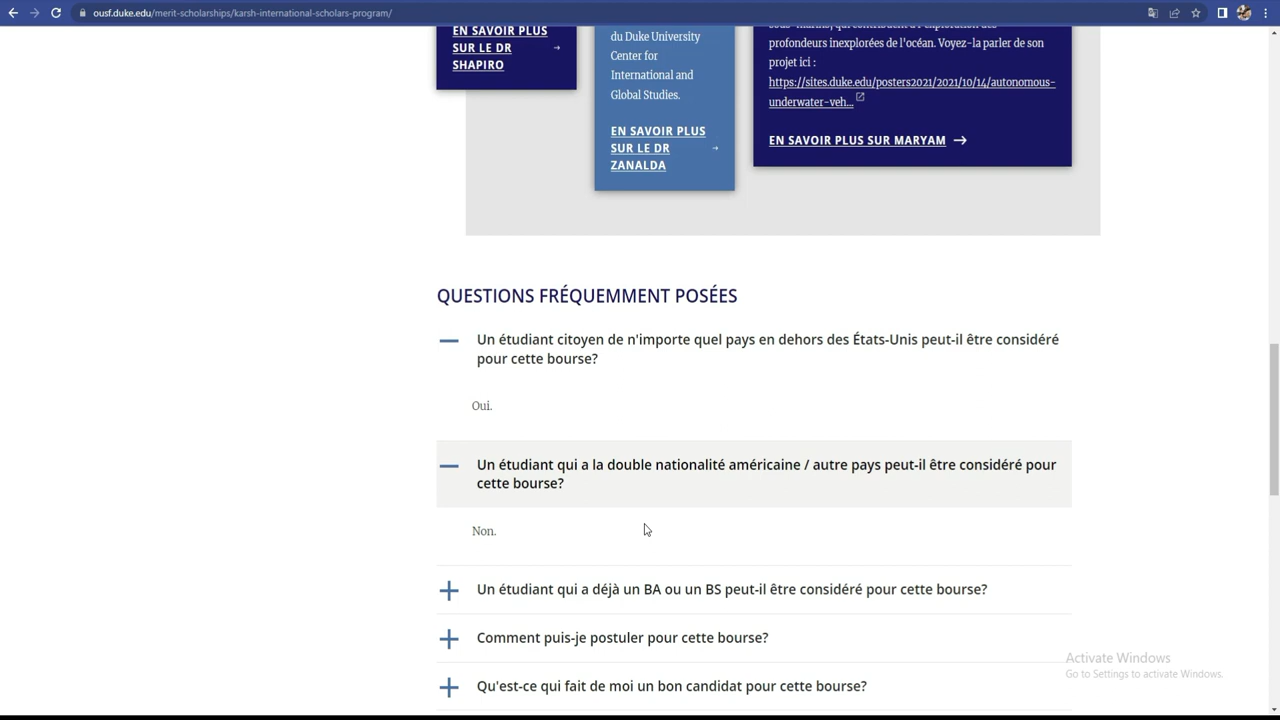 ousf.duke.edu/merit-scholarships/karsh-international-scholars-program/
EN SAVOIR PLUS
SUR LE DR
SHAPIRO
du Duke University
Center for
International and
Global Studies.
EN SAVOIR PLUS
SUR LE DR
ZANALDA
profondeurs inexplorées de l'océan. Voyez-la parler de son
projet ici :
https://sites.duke.edu/posters2021/2021/10/14/autonomous-
underwater-veh...
EN SAVOIR PLUS SUR MARYAM
QUESTIONS FRÉQUEMMENT POSÉES
Un étudiant citoyen de n'importe quel pays en dehors des États-Unis peut-il être considéré
pour cette bourse?
Oui.
Un étudiant qui a la double nationalité américaine / autre pays peut-il être considéré pour
cette bourse?
Non.
Un étudiant qui a déjà un BA ou un BS peut-il être considéré pour cette bourse?
Comment puis-je postuler pour cette bourse?
Qu'est-ce qui fait de moi un bon candidat pour cette bourse?
Activate Windows
Go to Settings to activate Windows.